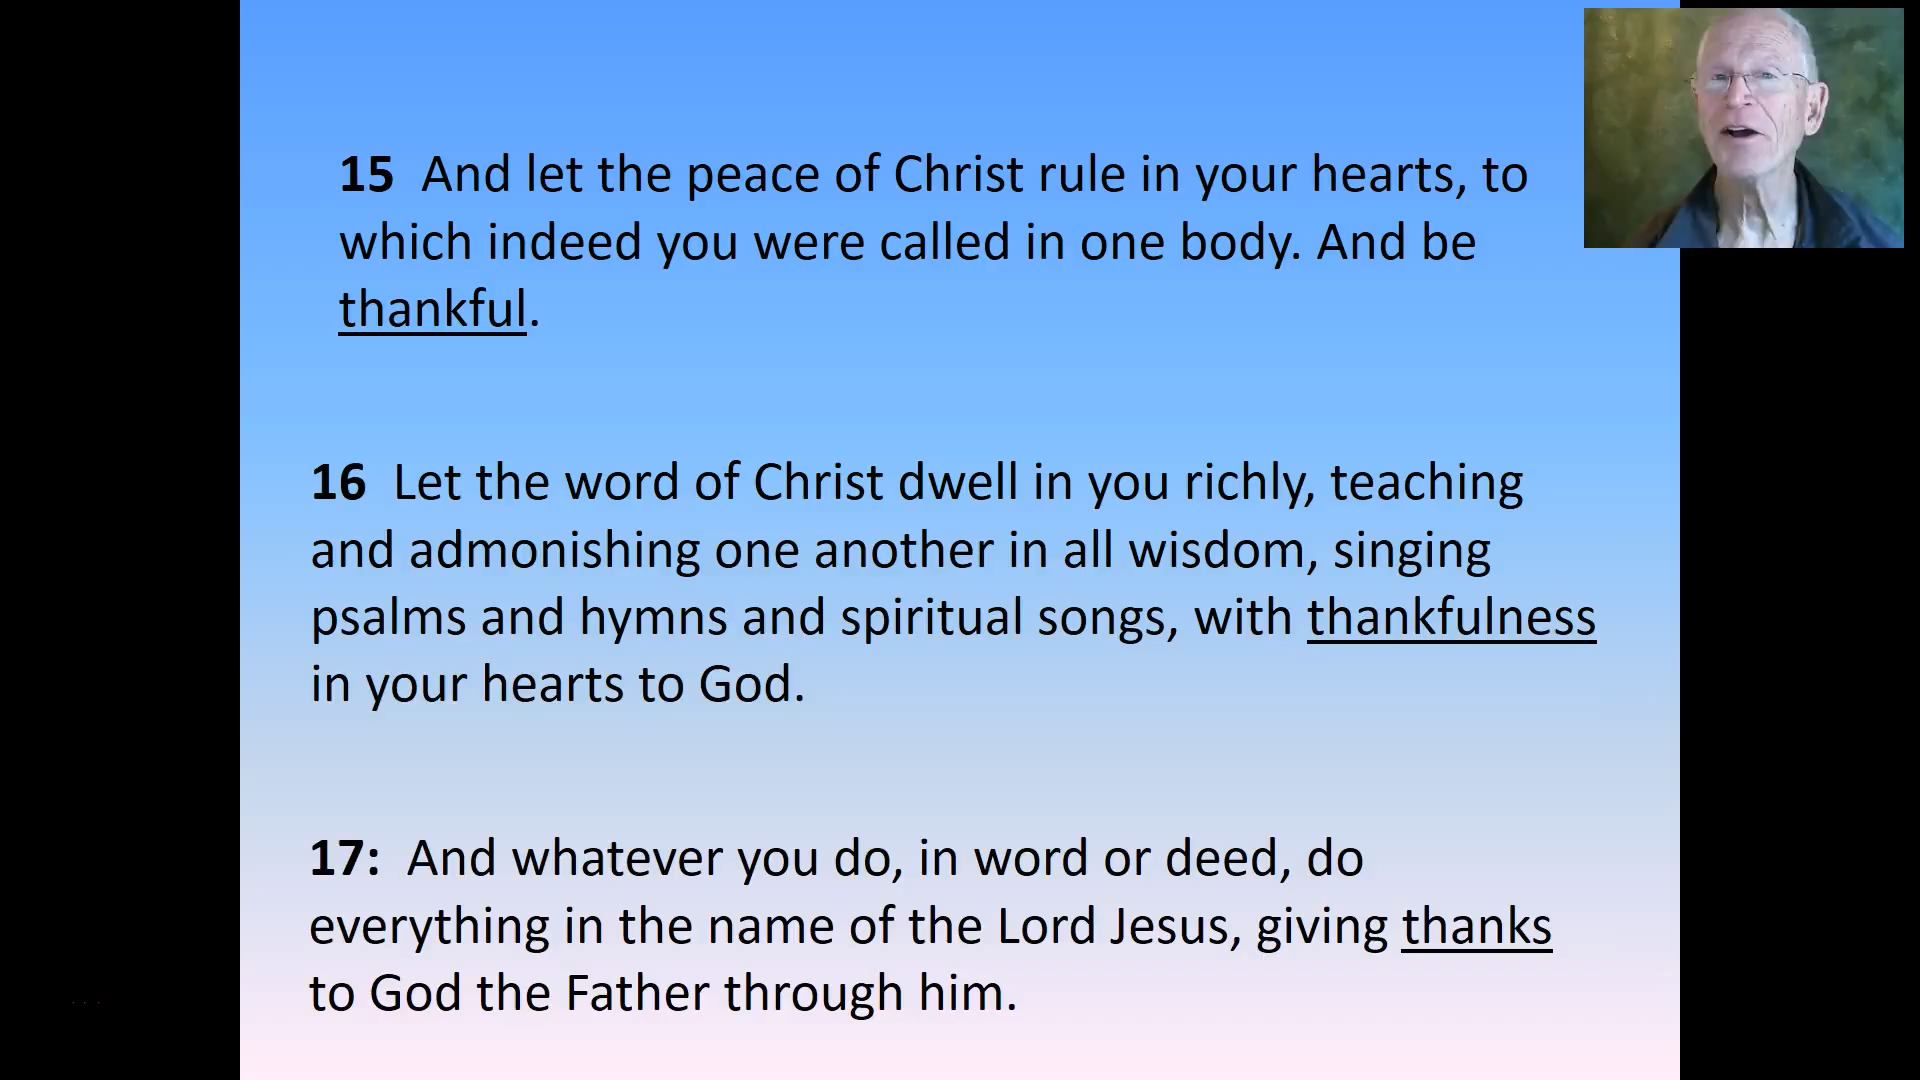 15 And let the peace of Christ rule in your hearts, to
which indeed you were called in one body. And be
thankful.
16 Let the word of Christ dwell in you richly, teaching
and admonishing one another in all wisdom, singing
psalms and hymns and spiritual songs, with thankfulness
in your hearts to God.
17: And whatever you do, in word or deed, do
everything in the name of the Lord Jesus, giving thanks
to God the Father through him.